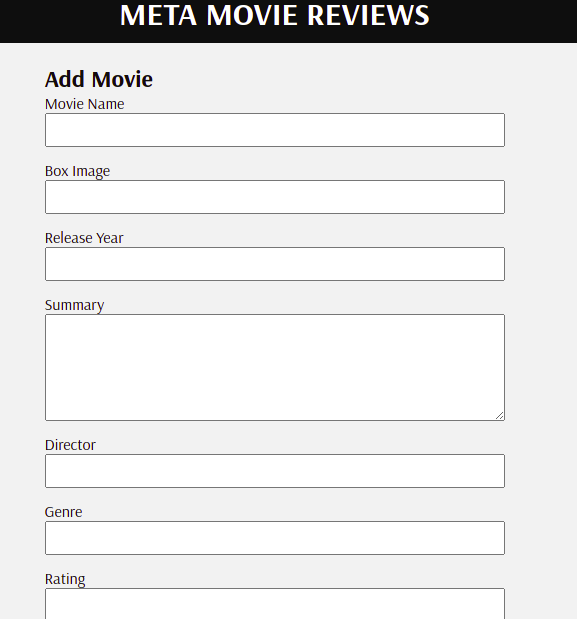 META MOVIE REVIEWS
Add Movie
Movie Name
Box Image
Release Year
Summary
Director
Genre
Rating